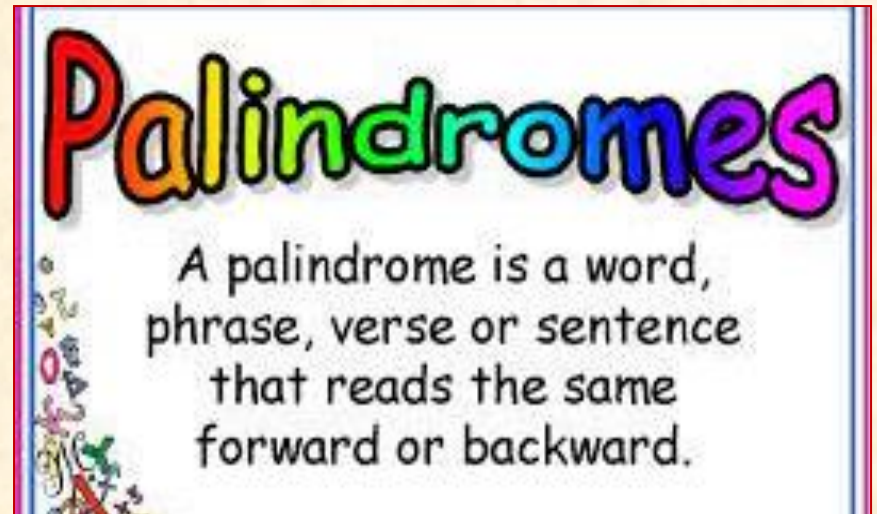 Palindromes
A palindrome is a word,
phrase, verse or sentence
that reads the same
forward or backward.